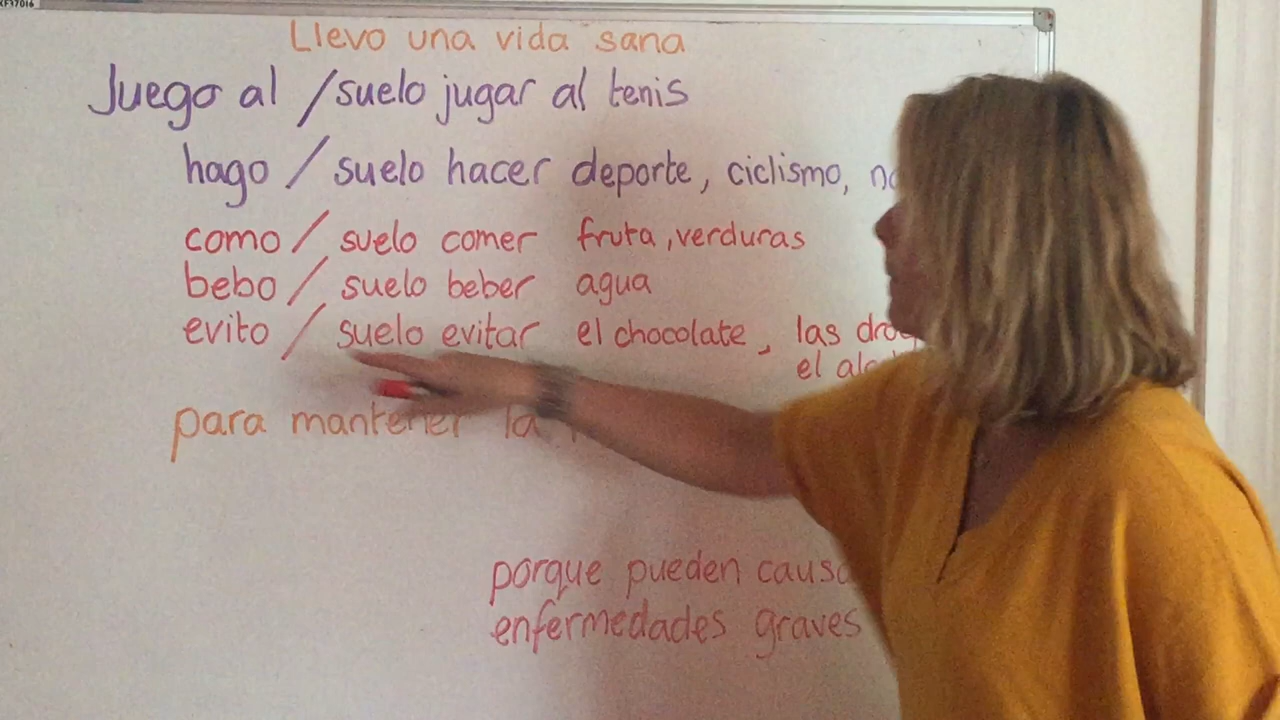 Llevo una vida sana
Juego al / suelo jugar al tenis
hago / suelo hacer deporte, ciclismo,
como / suelo comer fruta, verduras
bebo / suelo beber agua
evito / suelo evitar el chocolate, las
el
para mantener la
porque pueden
enfermedades graves